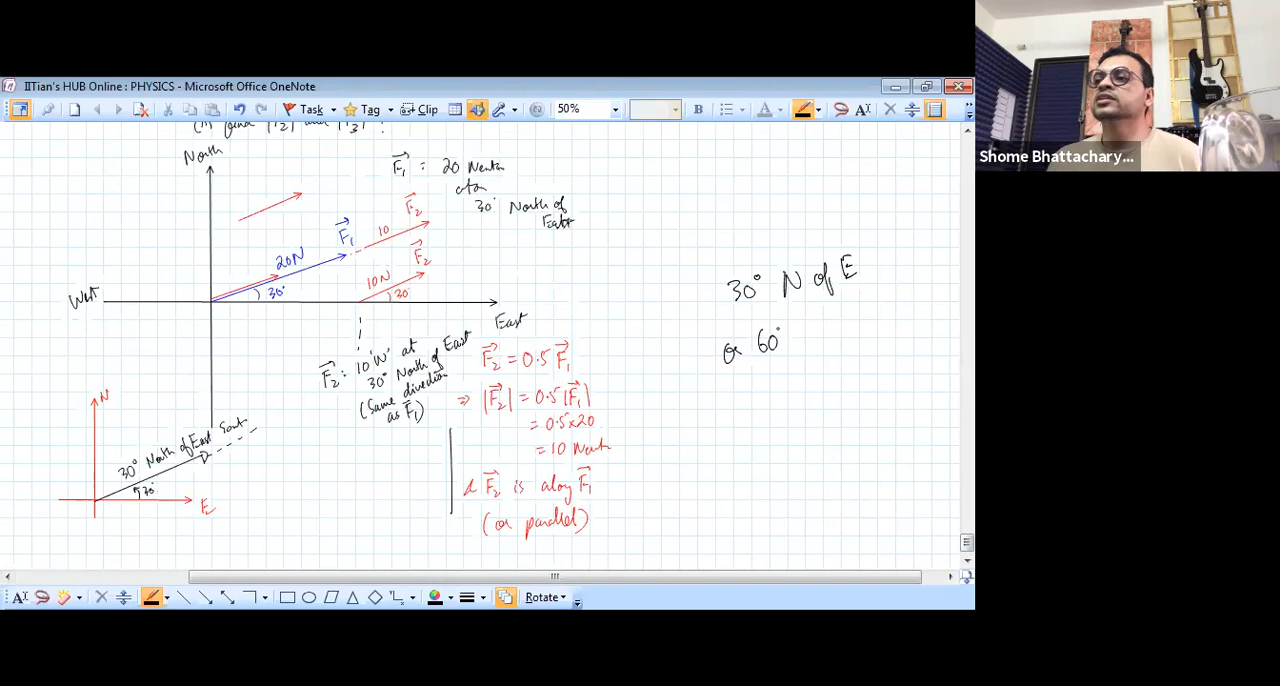 IITian's HUB Online : PHYSICS - Microsoft Office OneNote
Task
Tag
Clip
50%
B
A
North
F₁ : 20 Newton
30° North of
East
F₂
F₁
10
20N
F₂
10N
30°
30°
West
East
F₂ : 10 'N' at
30° North of East
(Same direction
as F₁)
F₂ = 0.5 F₁
⇒ |F₂| = 0.5 |F₁|
= 0.5 × 20
= 10 Newton
& F₂ is along F₁
(or parallel)
N
30° North of East
30°
E
30° N of E
or 60°
Rotate
Shome Bhattachary...